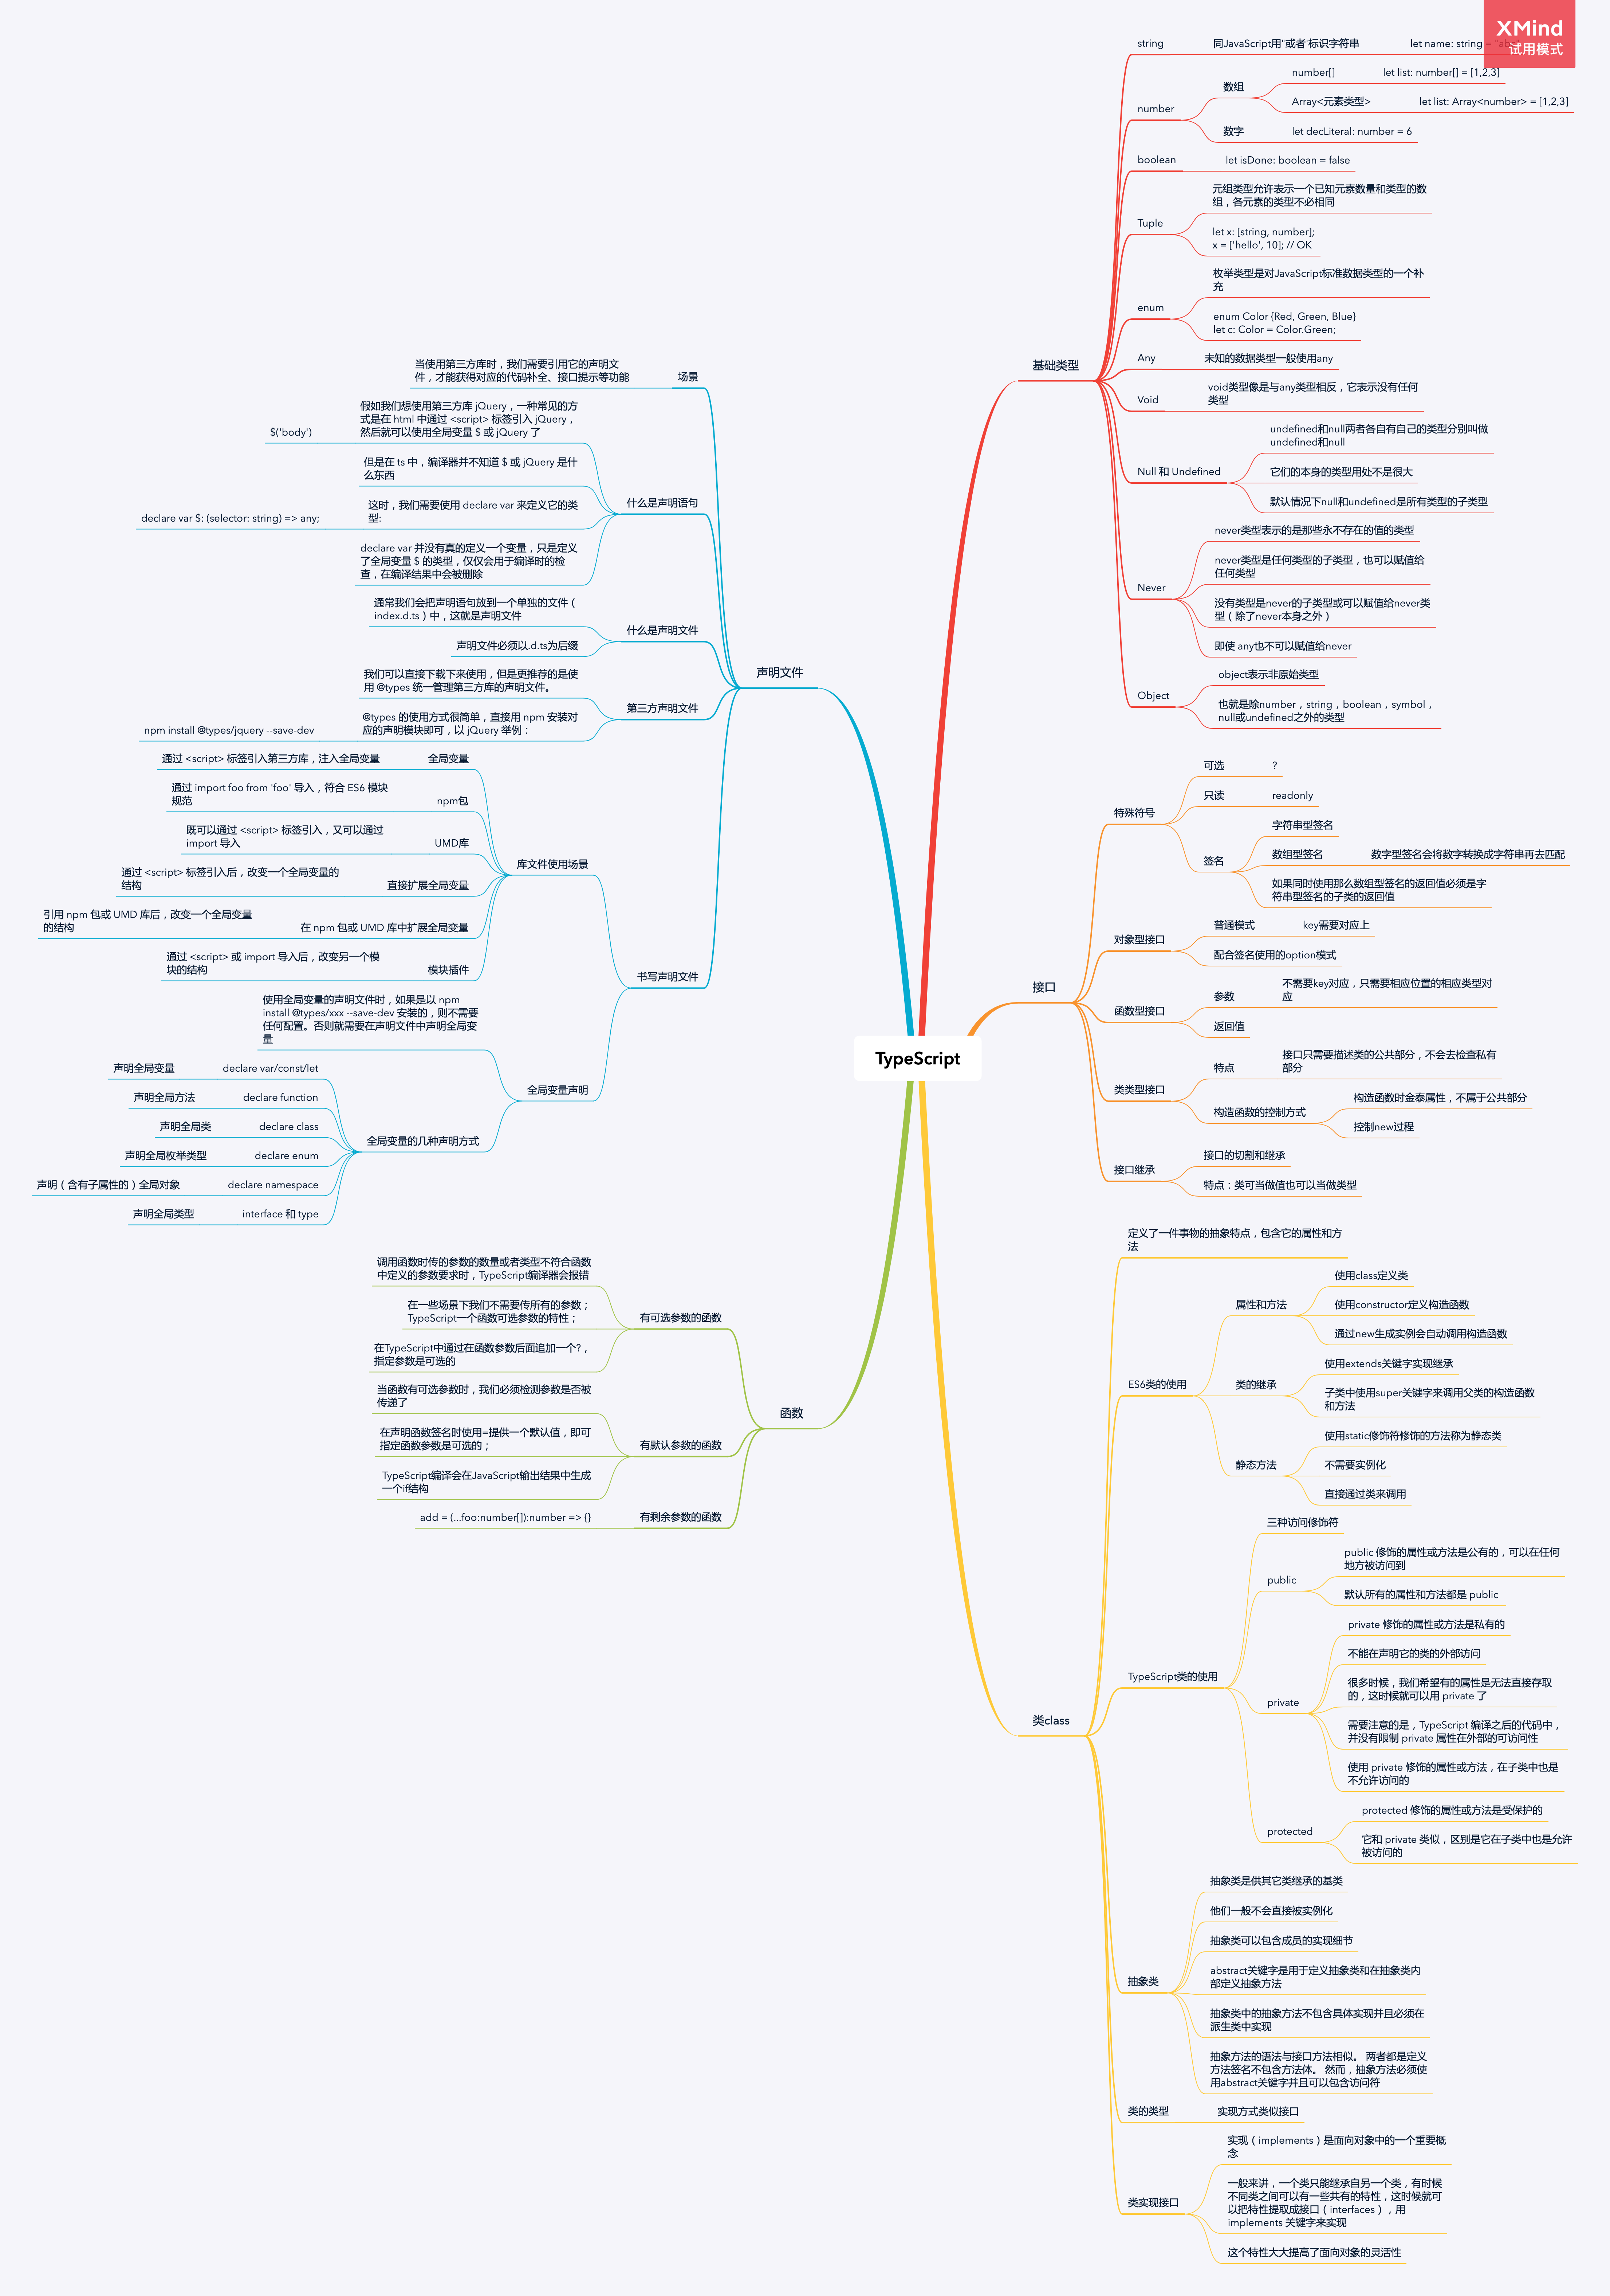 XMind
试用模式
TypeScript
基础类型
string
同JavaScript用"或者'标识字符串
let name: string =
number
数组
number[]
let list: number[] = [1,2,3]
Array<元素类型>
let list: Array<number> = [1,2,3]
数字
let decLiteral: number = 6
boolean
let isDone: boolean = false
Tuple
元组类型允许表示一个已知元素数量和类型的数
组，各元素的类型不必相同
let x: [string, number];
x = ['hello', 10]; // OK
enum
枚举类型是对JavaScript标准数据类型的一个补
充
enum Color {Red, Green, Blue}
let c: Color = Color.Green;
Any
未知的数据类型一般使用any
Void
void类型像是与any类型相反，它表示没有任何
类型
Null 和 Undefined
undefined和null两者各自有自己的类型分别叫做
undefined和null
它们的本身的类型用处不是很大
默认情况下null和undefined是所有类型的子类型
Never
never类型表示的是那些永不存在的值的类型
never类型是任何类型的子类型，也可以赋值给
任何类型
没有类型是never的子类型或可以赋值给never类
型（除了never本身之外）
即使 any也不可以赋值给never
Object
object表示非原始类型
也就是除number，string，boolean，symbol，
null或undefined之外的类型
接口
特殊符号
可选
?
只读
readonly
签名
字符串型签名
数组型签名
数字型签名会将数字转换成字符串再去匹配
如果同时使用那么数组型签名的返回值必须是字
符串型签名的子类的返回值
对象型接口
普通模式
key需要对应上
配合签名使用的option模式
函数型接口
参数
不需要key对应，只需要相应位置的相应类型对
应
返回值
类类型接口
特点
接口只需要描述类的公共部分，不会去检查私有
部分
构造函数的控制方式
构造函数时金泰属性，不属于公共部分
控制new过程
接口继承
接口的切割和继承
特点：类可当做值也可以当做类型
类class
定义了一件事物的抽象特点，包含它的属性和方
法
ES6类的使用
属性和方法
使用class定义类
使用constructor定义构造函数
通过new生成实例会自动调用构造函数
类的继承
使用extends关键字实现继承
子类中使用super关键字来调用父类的构造函数
和方法
静态方法
使用static修饰符修饰的方法称为静态类
不需要实例化
直接通过类来调用
TypeScript类的使用
三种访问修饰符
public
public 修饰的属性或方法是公有的，可以在任何
地方被访问到
默认所有的属性和方法都是 public
private
private 修饰的属性或方法是私有的
不能在声明它的类的外部访问
很多时候，我们希望有的属性是无法直接存取
的，这时候就可以用 private 了
需要注意的是，TypeScript 编译之后的代码中，
并没有限制 private 属性在外部的可访问性
使用 private 修饰的属性或方法，在子类中也是
不允许访问的
protected
protected 修饰的属性或方法是受保护的
它和 private 类似，区别是它在子类中也是允许
被访问的
抽象类
抽象类是供其它类继承的基类
他们一般不会直接被实例化
抽象类可以包含成员的实现细节
abstract关键字是用于定义抽象类和在抽象类内
部定义抽象方法
抽象类中的抽象方法不包含具体实现并且必须在
派生类中实现
抽象方法的语法与接口方法相似。 两者都是定义
方法签名不包含方法体。 然而，抽象方法必须使
用abstract关键字并且可以包含访问符
类的类型
实现方式类似接口
类实现接口
实现（implements）是面向对象中的一个重要概
念
一般来讲，一个类只能继承自另一个类，有时候
不同类之间可以有一些共有的特性，这时候就可
以把特性提取成接口（interfaces），用
implements 关键字来实现
这个特性大大提高了面向对象的灵活性
声明文件
场景
当使用第三方库时，我们需要引用它的声明文
件，才能获得对应的代码补全、接口提示等功能
什么是声明语句
假如我们想使用第三方库 jQuery，一种常见的方
式是在 html 中通过 <script> 标签引入 jQuery，
然后就可以使用全局变量 $ 或 jQuery 了
$('body')
但是在 ts 中，编译器并不知道 $ 或 jQuery 是什
么东西
这时，我们需要使用 declare var 来定义它的类
型:
declare var $: (selector: string) => any;
declare var 并没有真的定义一个变量，只是定义
了全局变量 $ 的类型，仅仅会用于编译时的检
查，在编译结果中会被删除
什么是声明文件
通常我们会把声明语句放到一个单独的文件（
index.d.ts）中，这就是声明文件
声明文件必须以.d.ts为后缀
第三方声明文件
我们可以直接下载下来使用，但是更推荐的是使
用 @types 统一管理第三方库的声明文件。
@types 的使用方式很简单，直接用 npm 安装对
应的声明模块即可，以 jQuery 举例：
npm install @types/jquery --save-dev
书写声明文件
库文件使用场景
全局变量
通过 <script> 标签引入第三方库，注入全局变量
npm包
通过 import foo from 'foo' 导入，符合 ES6 模块
规范
UMD库
既可以通过 <script> 标签引入，又可以通过
import 导入
直接扩展全局变量
通过 <script> 标签引入后，改变一个全局变量的
结构
在 npm 包或 UMD 库中扩展全局变量
引用 npm 包或 UMD 库后，改变一个全局变量
的结构
模块插件
通过 <script> 或 import 导入后，改变另一个模
块的结构
全局变量声明
使用全局变量的声明文件时，如果是以 npm
install @types/xxx --save-dev 安装的，则不需要
任何配置。否则就需要在声明文件中声明全局变
量
全局变量的几种声明方式
declare var/const/let
声明全局变量
declare function
声明全局方法
declare class
声明全局类
declare enum
声明全局枚举类型
declare namespace
声明（含有子属性的）全局对象
interface 和 type
声明全局类型
函数
有可选参数的函数
调用函数时传的参数的数量或者类型不符合函数
中定义的参数要求时，TypeScript编译器会报错
在一些场景下我们不需要传所有的参数；
TypeScript一个函数可选参数的特性；
在TypeScript中通过在函数参数后面追加一个?，
指定参数是可选的
有默认参数的函数
当函数有可选参数时，我们必须检测参数是否被
传递了
在声明函数签名时使用=提供一个默认值，即可
指定函数参数是可选的；
TypeScript编译会在JavaScript输出结果中生成
一个if结构
有剩余参数的函数
add = (...foo:number[]):number => {}